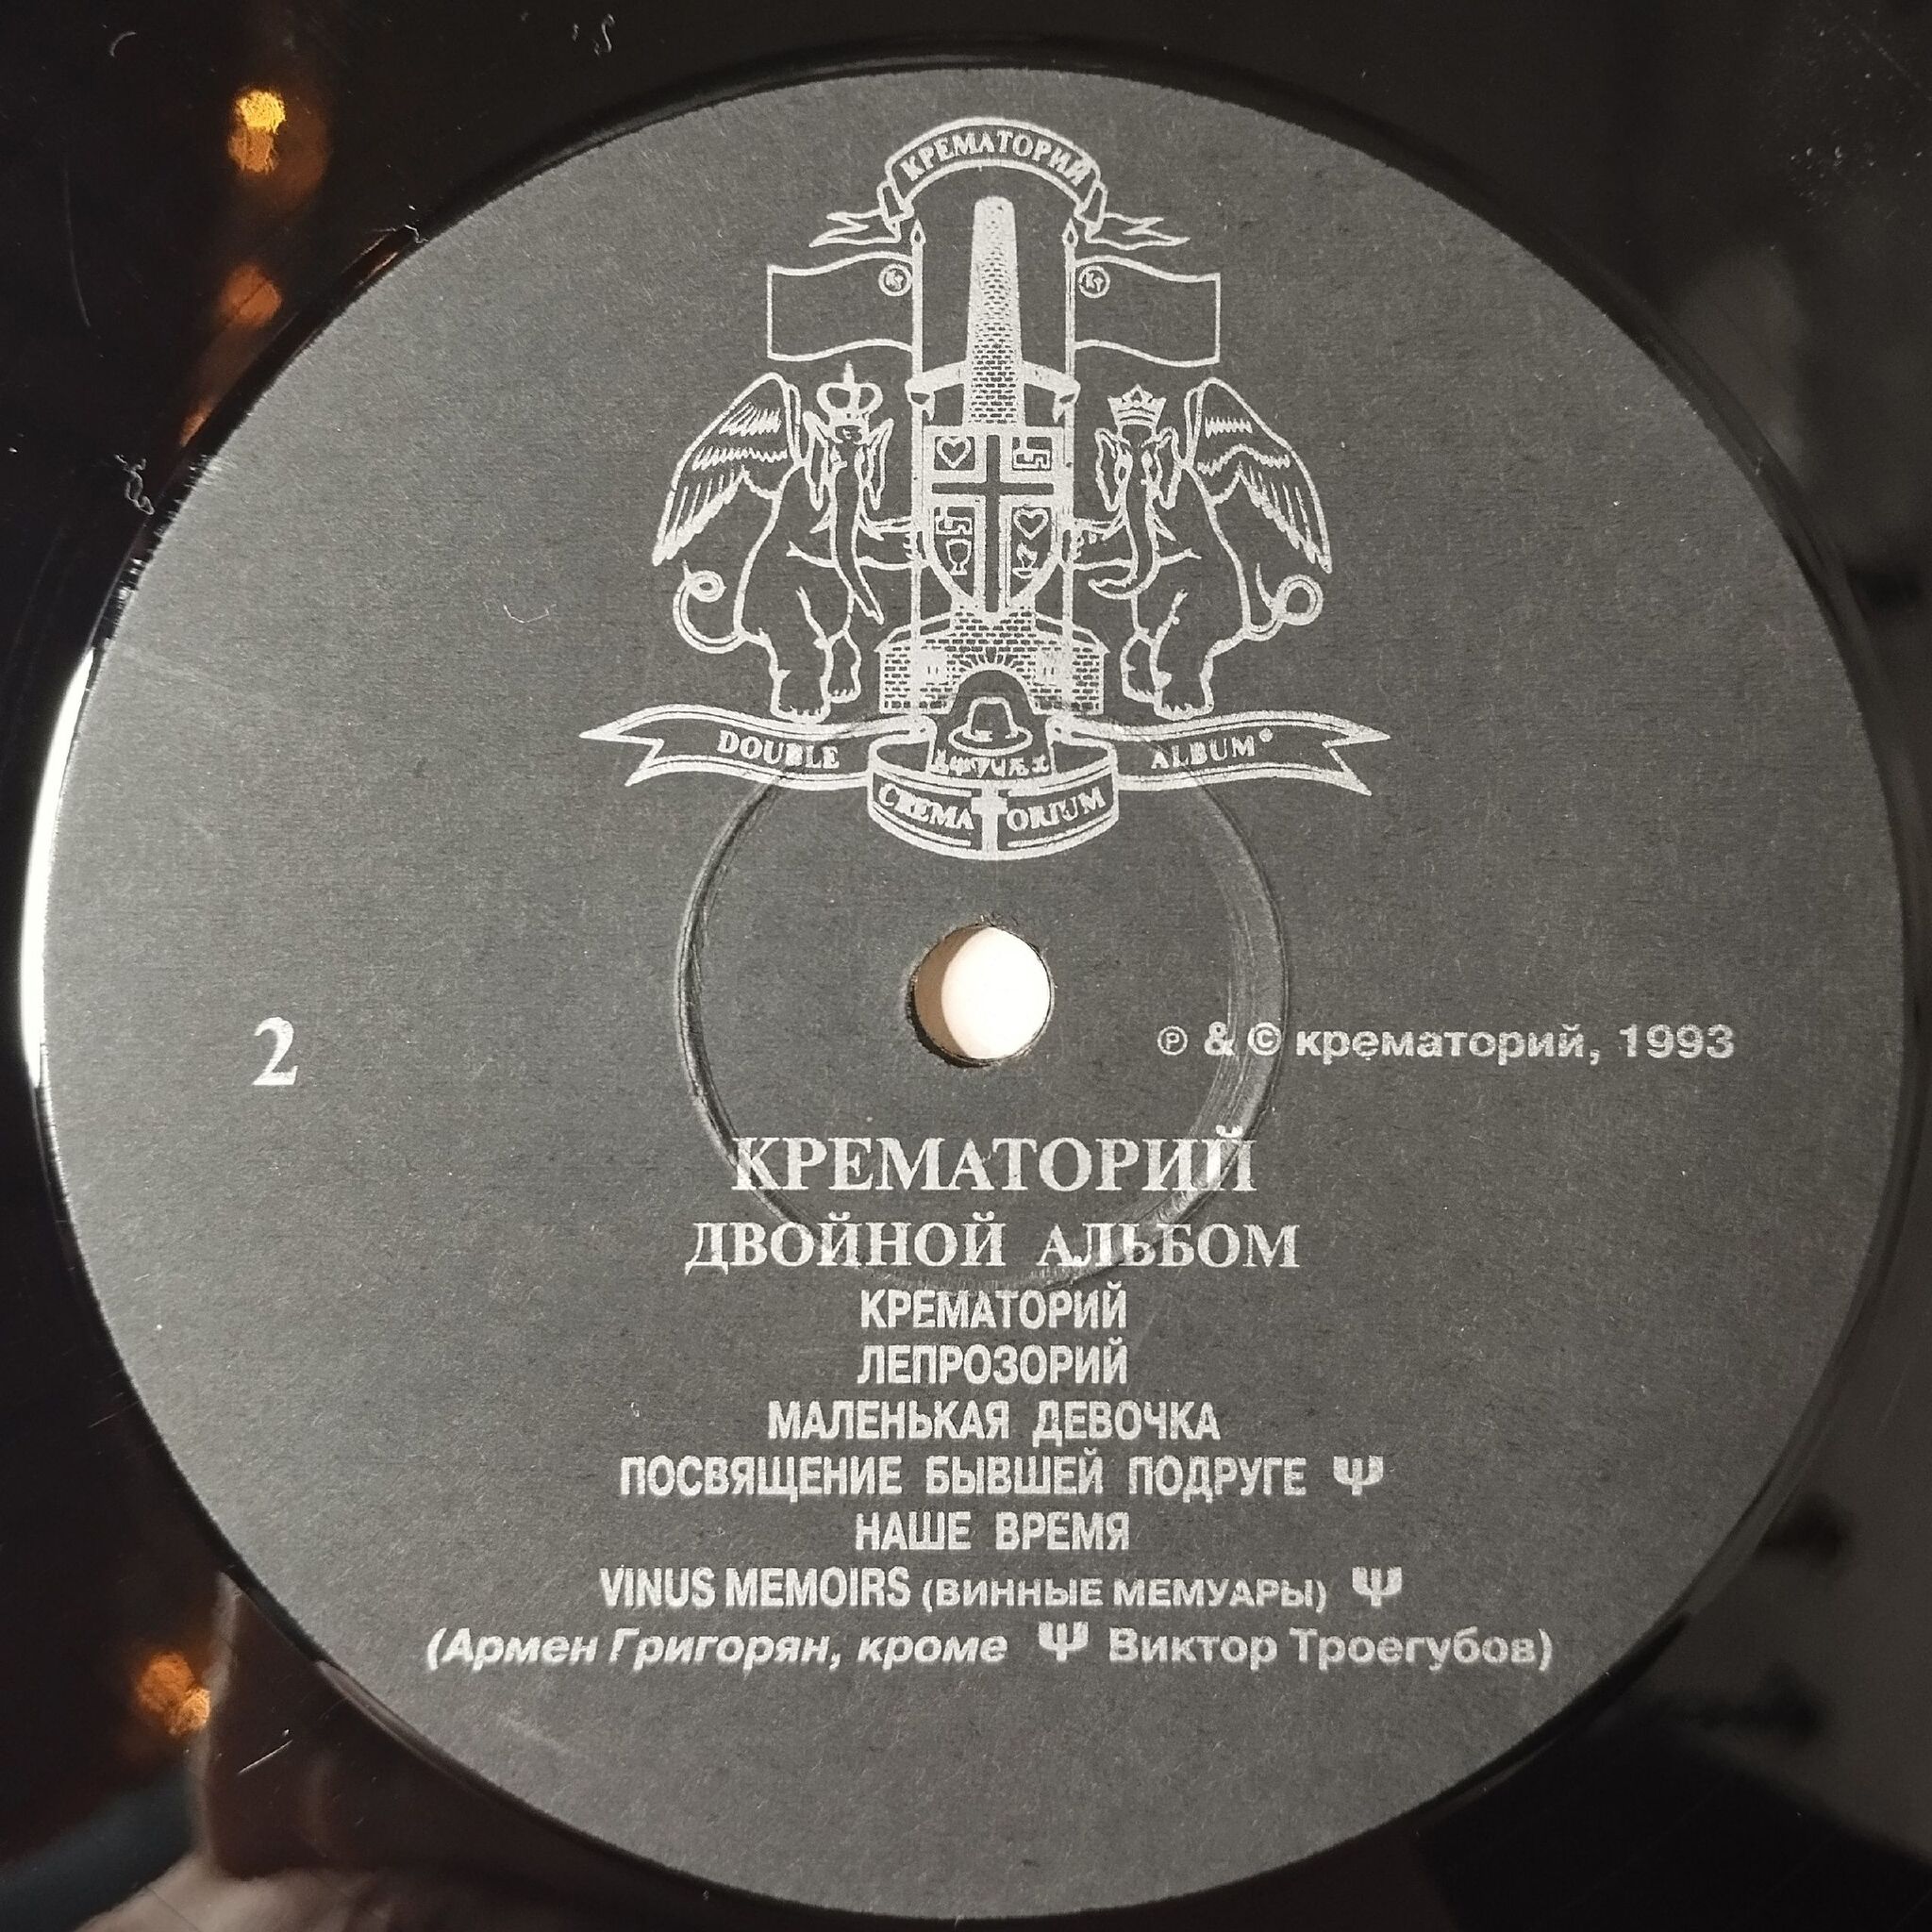 КРЕМАТОРИЙ
DOUBLE ALBUM®
CREMATORIUM
2
℗ & © крематорий, 1993
КРЕМАТОРИЙ
ДВОЙНОЙ АЛЬБОМ
КРЕМАТОРИЙ
ЛЕПРОЗОРИЙ
МАЛЕНЬКАЯ ДЕВОЧКА
ПОСВЯЩЕНИЕ БЫВШЕЙ ПОДРУГЕ Ψ
НАШЕ ВРЕМЯ
VINUS MEMOIRS (ВИННЫЕ МЕМУАРЫ) Ψ
(Армен Григорян, кроме Ψ Виктор Троегубов)